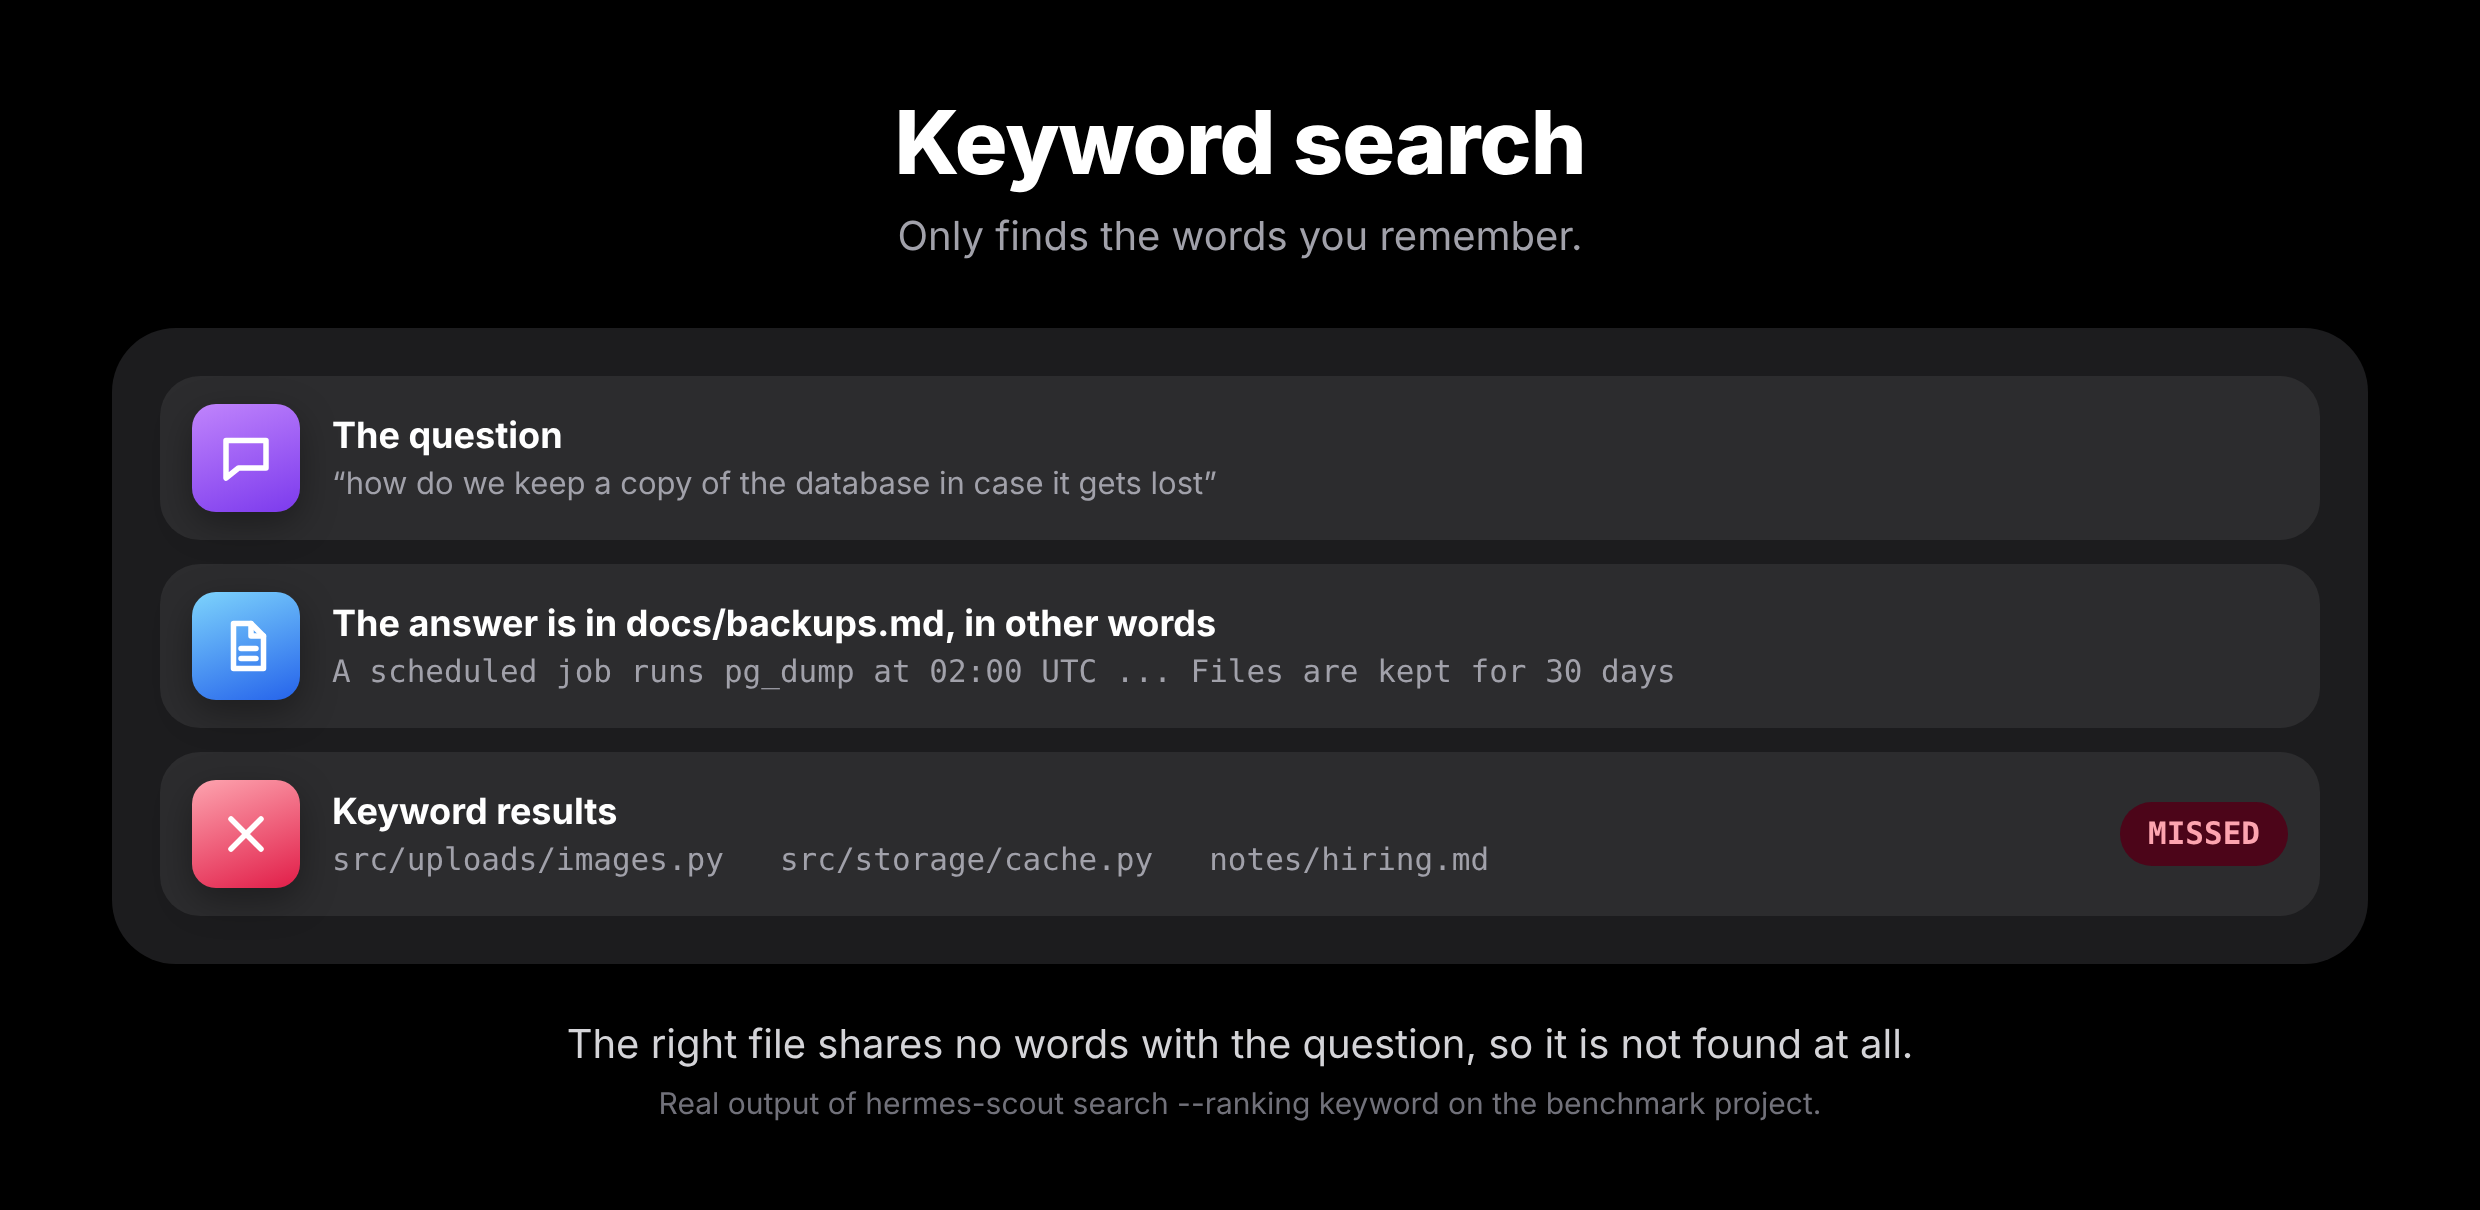 Keyword search
Only finds the words you remember.
The question
“how do we keep a copy of the database in case it gets lost”
The answer is in docs/backups.md, in other words
A scheduled job runs pg_dump at 02:00 UTC ... Files are kept for 30 days
Keyword results
src/uploads/images.py src/storage/cache.py notes/hiring.md
MISSED
The right file shares no words with the question, so it is not found at all.
Real output of hermes-scout search --ranking keyword on the benchmark project.